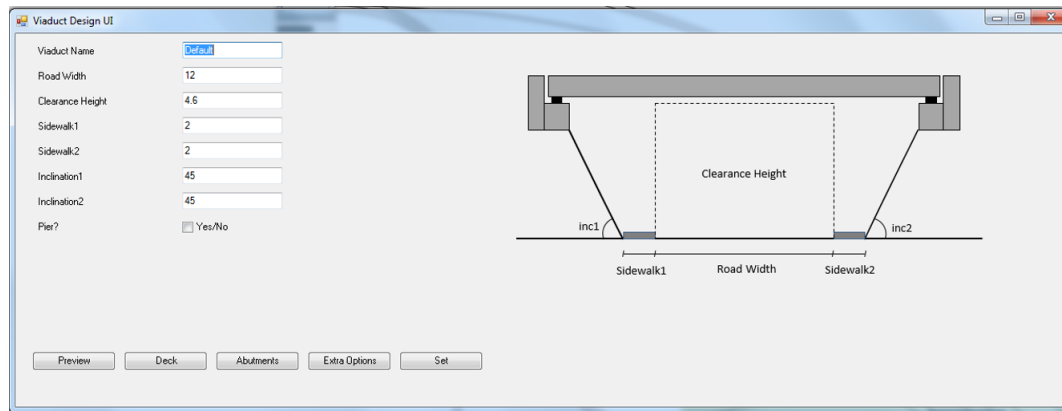 Viaduct Design UI
Viaduct Name Default
Road Width 12
Clearance Height 4.6
Sidewalk1 2
Sidewalk2 2
Inclination1 45
Inclination2 45
Pier? Yes/No
Clearance Height
inc1
inc2
Sidewalk1 Road Width Sidewalk2
Preview Deck Abutments Extra Options Set